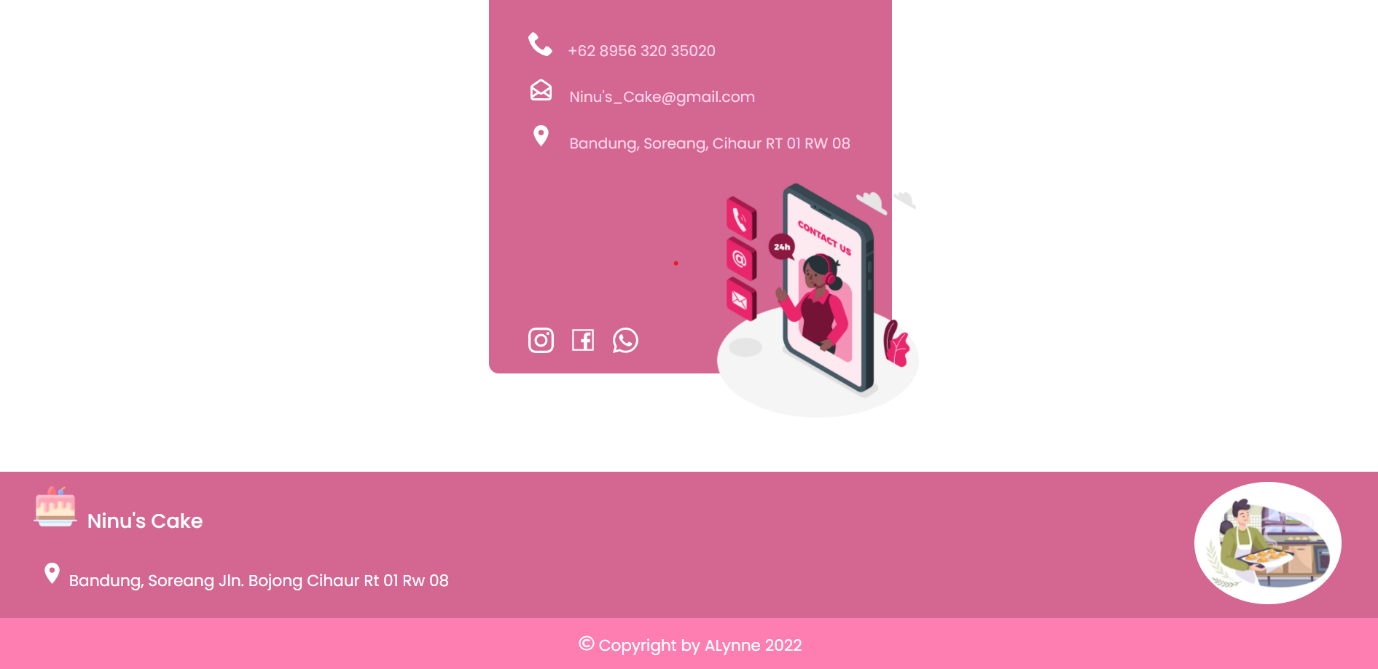 +62 8956 320 35020
Ninu's_Cake@gmail.com
Bandung, Soreang, Cihaur RT 01 RW 08
CONTACT US
24h
Ninu's Cake
Bandung, Soreang Jln. Bojong Cihaur Rt 01 Rw 08
© Copyright by ALynne 2022